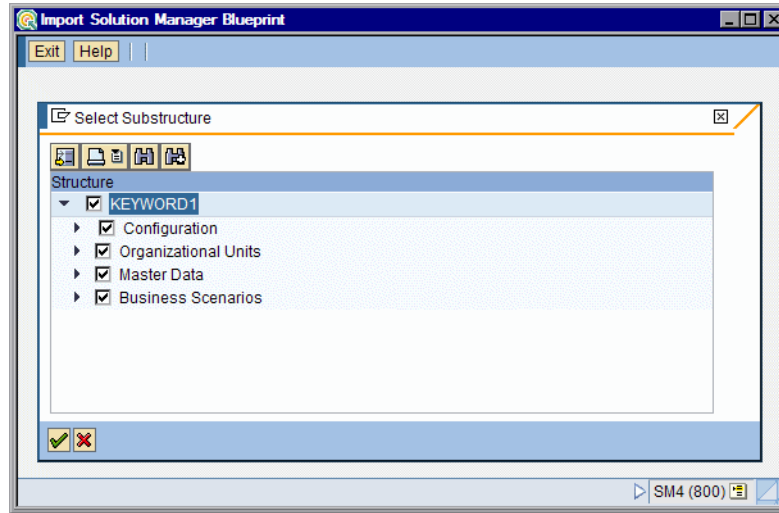 Import Solution Manager Blueprint
Exit Help
Select Substructure
Structure
KEYWORD1
Configuration
Organizational Units
Master Data
Business Scenarios
SM4 (800)